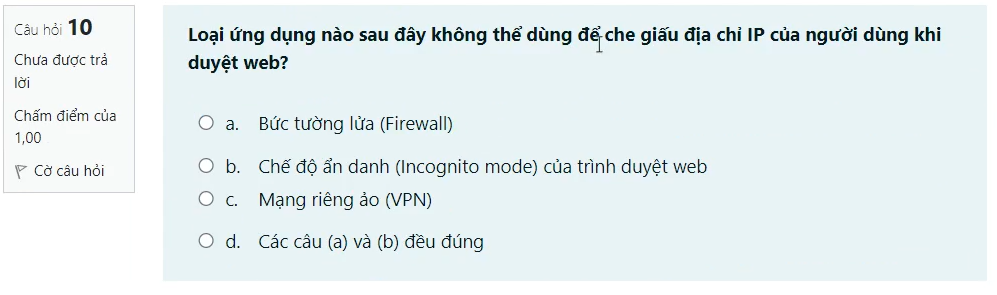 Câu hỏi 10
Chưa được trả
lời
Chấm điểm của
1,00
Cờ câu hỏi
Loại ứng dụng nào sau đây không thể dùng để che giấu địa chỉ IP của người dùng khi
duyệt web?
a. Bức tường lửa (Firewall)
b. Chế độ ẩn danh (Incognito mode) của trình duyệt web
c. Mạng riêng ảo (VPN)
d. Các câu (a) và (b) đều đúng